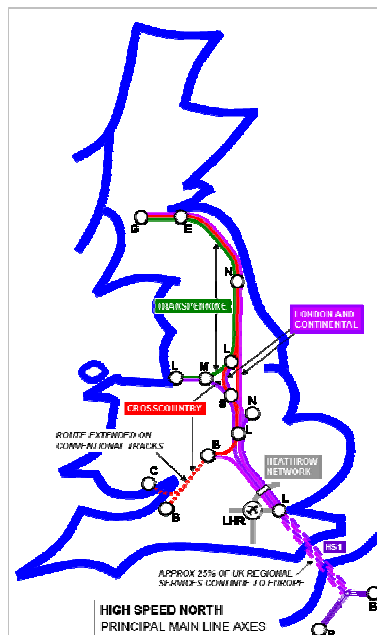 G
E
N
TRANSPENNINE
LONDON AND
CONTINENTAL
L
L
M
S
N
CROSSCOUNTRY
L
ROUTE EXTENDED ON
CONVENTIONAL TRACKS
B
HEATHROW
NETWORK
C
B
LHR
L
HS1
APPROX 25% OF UK REGIONAL
SERVICES CONTINUE TO EUROPE
B
P
HIGH SPEED NORTH
PRINCIPAL MAIN LINE AXES